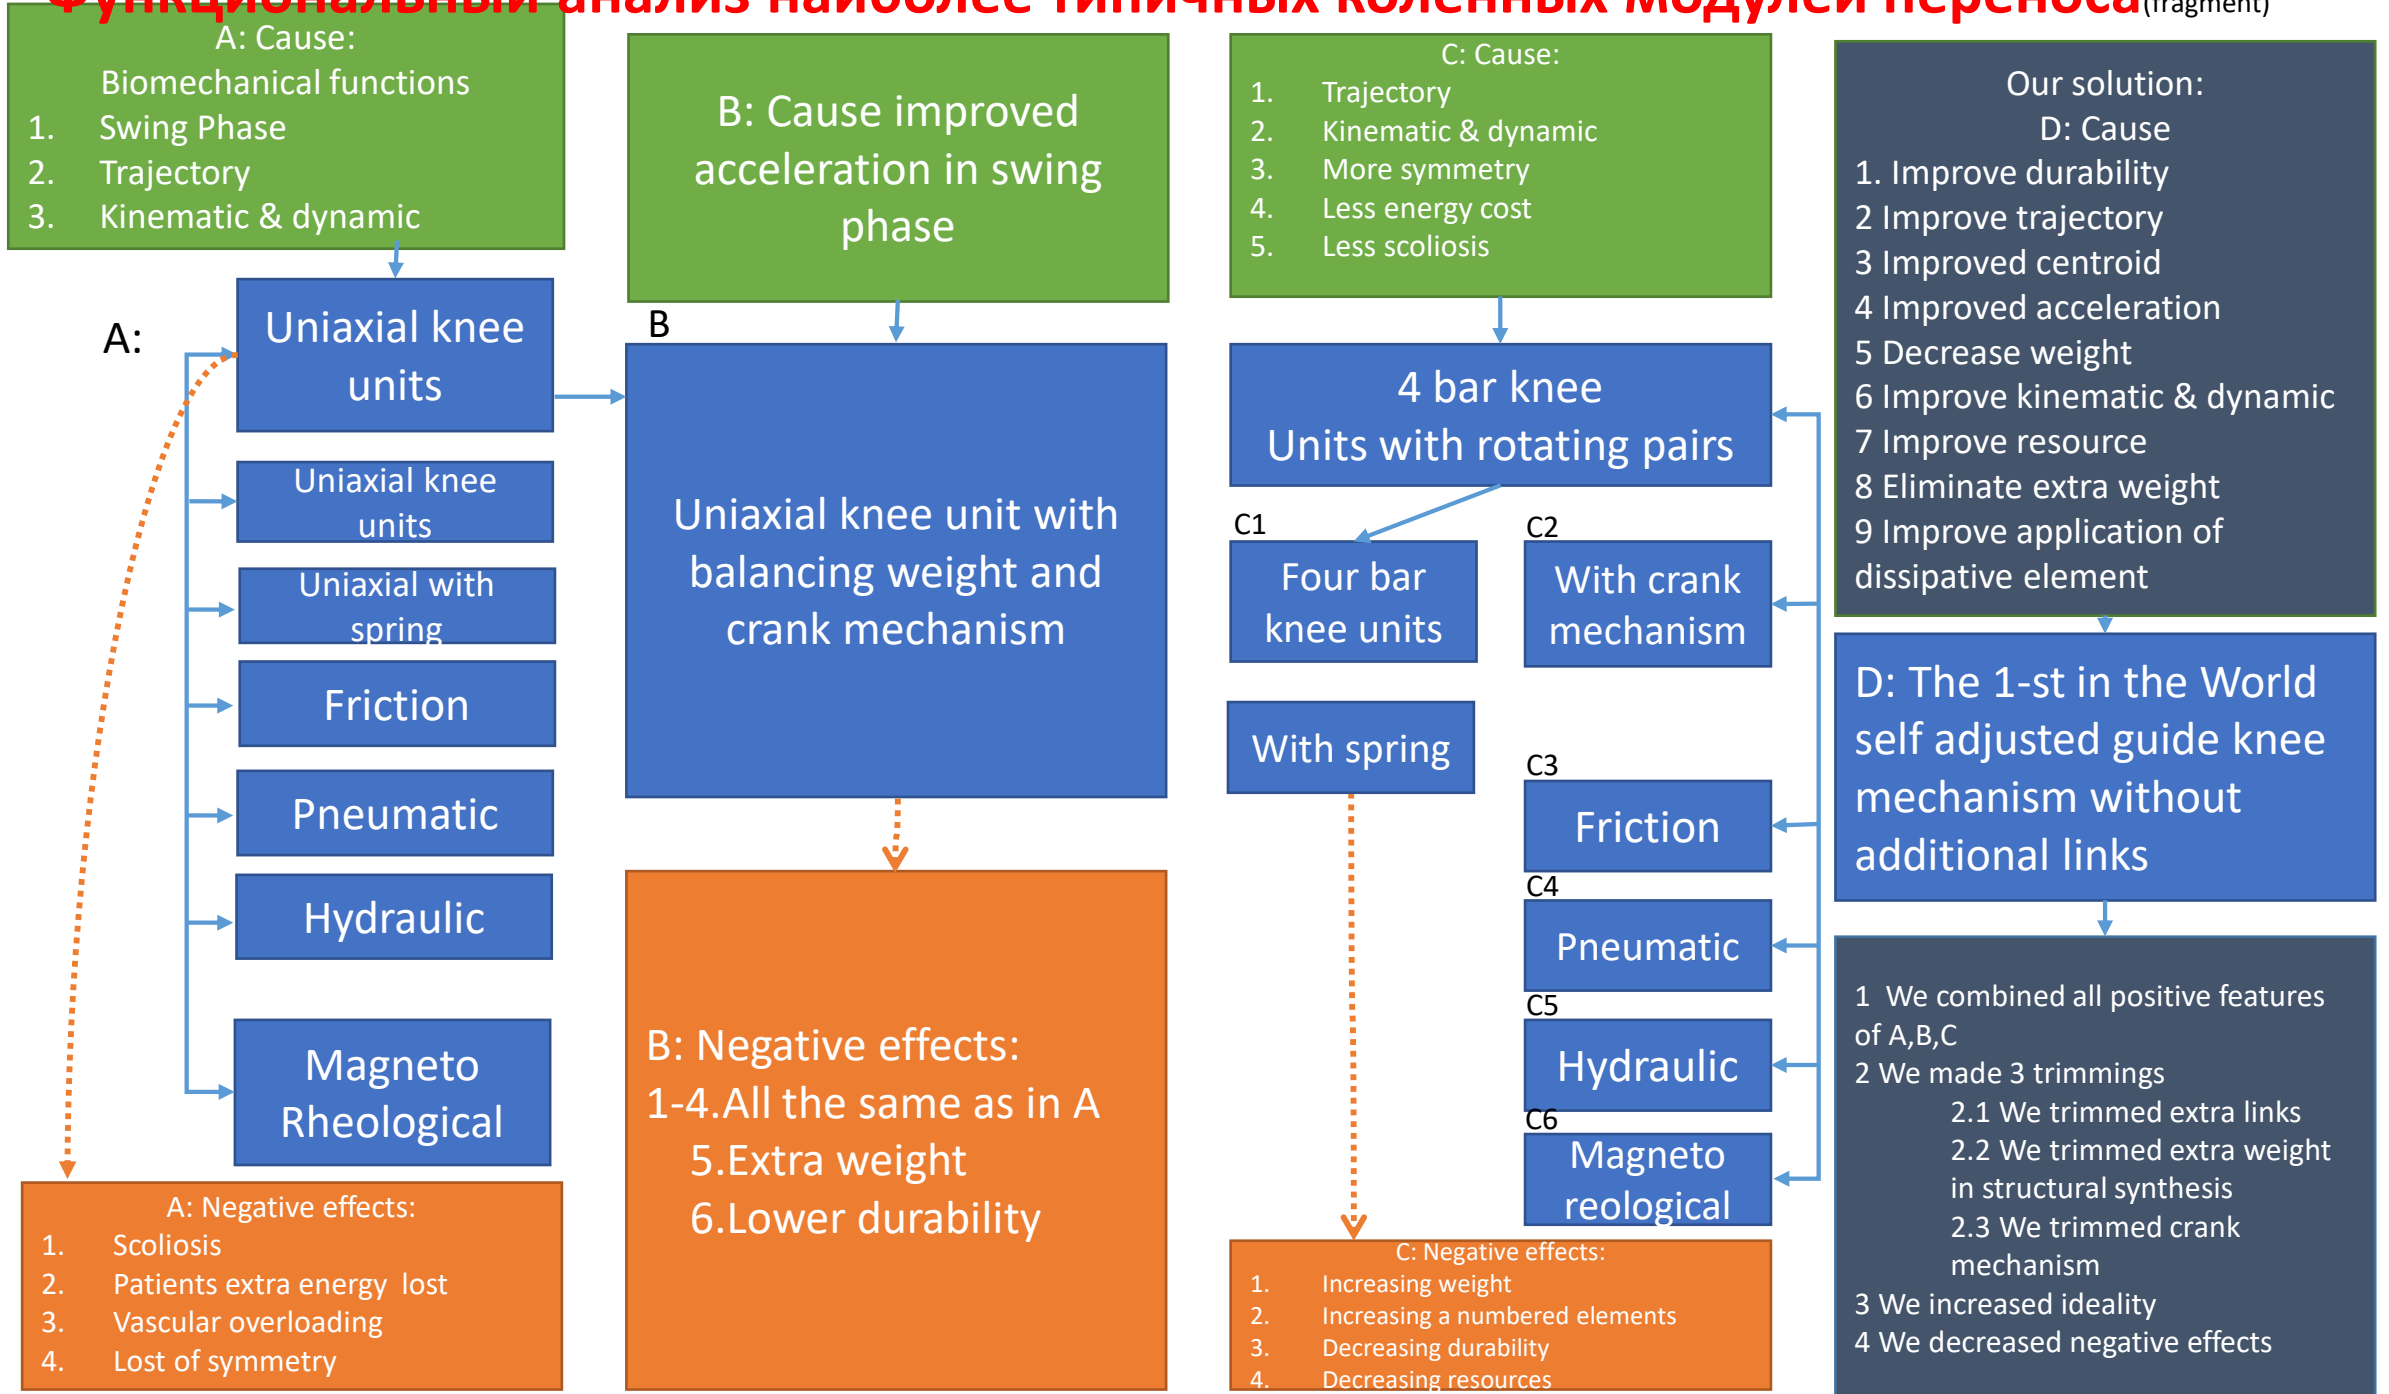 Функциональный анализ наиболее типичных коленных модулей переноса(fragment)
A: Cause:
Biomechanical functions
1. Swing Phase
2. Trajectory
3. Kinematic & dynamic
A:
Uniaxial knee
units
Uniaxial knee
units
Uniaxial with
spring
Friction
Pneumatic
Hydraulic
Magneto
Rheological
A: Negative effects:
1. Scoliosis
2. Patients extra energy lost
3. Vascular overloading
4. Lost of symmetry
B: Cause improved
acceleration in swing
phase
B
Uniaxial knee unit with
balancing weight and
crank mechanism
B: Negative effects:
1-4.All the same as in A
5.Extra weight
6.Lower durability
C: Cause:
1. Trajectory
2. Kinematic & dynamic
3. More symmetry
4. Less energy cost
5. Less scoliosis
4 bar knee
Units with rotating pairs
C1
Four bar
knee units
With spring
C2
With crank
mechanism
C3
Friction
C4
Pneumatic
C5
Hydraulic
C6
Magneto
reological
C: Negative effects:
1. Increasing weight
2. Increasing a numbered elements
3. Decreasing durability
4. Decreasing resources
Our solution:
D: Cause
1. Improve durability
2 Improve trajectory
3 Improved centroid
4 Improved acceleration
5 Decrease weight
6 Improve kinematic & dynamic
7 Improve resource
8 Eliminate extra weight
9 Improve application of
dissipative element
D: The 1-st in the World
self adjusted guide knee
mechanism without
additional links
1 We combined all positive features
of A,B,C
2 We made 3 trimmings
2.1 We trimmed extra links
2.2 We trimmed extra weight
in structural synthesis
2.3 We trimmed crank
mechanism
3 We increased ideality
4 We decreased negative effects